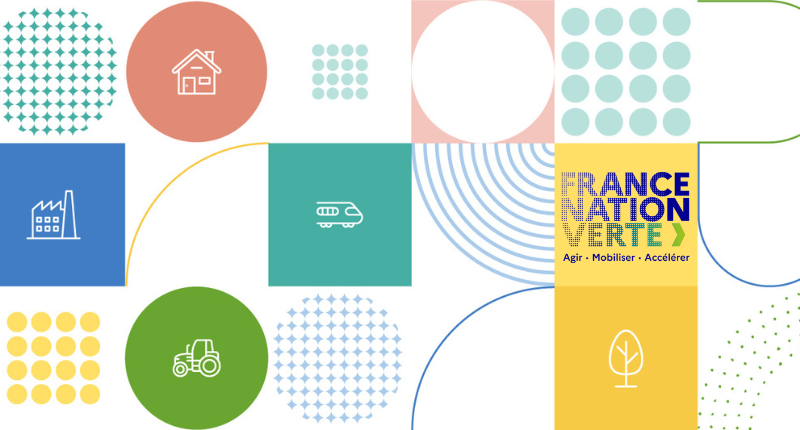 FRANCE
NATION
VERTE
Agir • Mobiliser • Accélérer